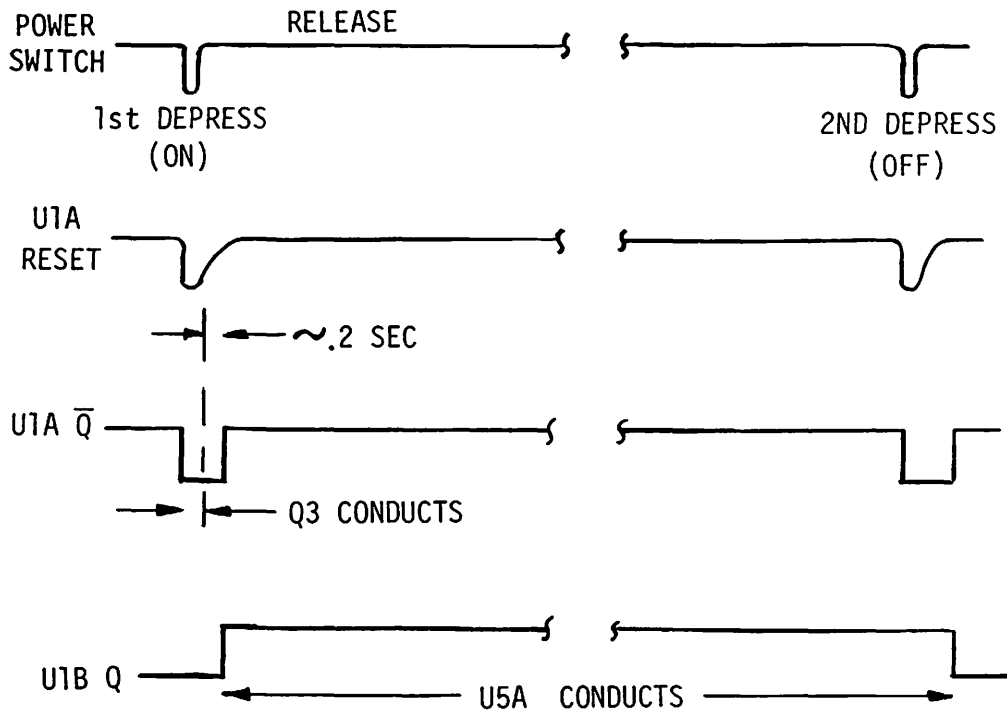 POWER
SWITCH
RELEASE
1st DEPRESS
(ON)
2ND DEPRESS
(OFF)
U1A
RESET
~.2 SEC
U1A Q̅
Q3 CONDUCTS
U1B Q
U5A CONDUCTS